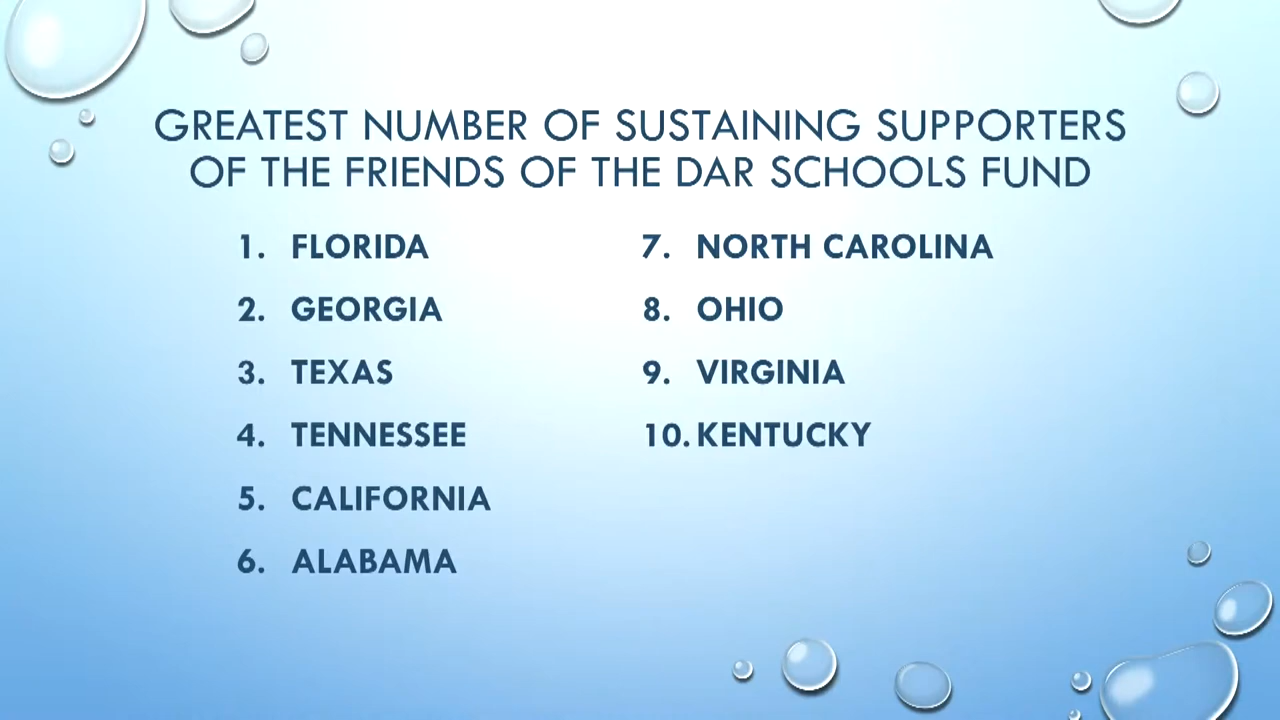 GREATEST NUMBER OF SUSTAINING SUPPORTERS
OF THE FRIENDS OF THE DAR SCHOOLS FUND
1. FLORIDA
2. GEORGIA
3. TEXAS
4. TENNESSEE
5. CALIFORNIA
6. ALABAMA
7. NORTH CAROLINA
8. OHIO
9. VIRGINIA
10. KENTUCKY